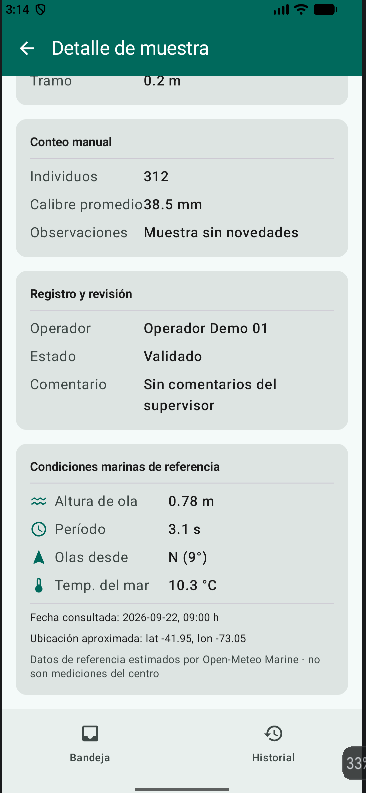 3:14
Detalle de muestra
Tramo 0.2 m
Conteo manual
Individuos 312
Calibre promedio 38.5 mm
Observaciones Muestra sin novedades
Registro y revisión
Operador Operador Demo 01
Estado Validado
Comentario Sin comentarios del
supervisor
Condiciones marinas de referencia
Altura de ola 0.78 m
Período 3.1 s
Olas desde N (9°)
Temp. del mar 10.3 °C
Fecha consultada: 2026-09-22, 09:00 h
Ubicación aproximada: lat -41.95, lon -73.05
Datos de referencia estimados por Open-Meteo Marine - no
son mediciones del centro
Bandeja Historial
33%